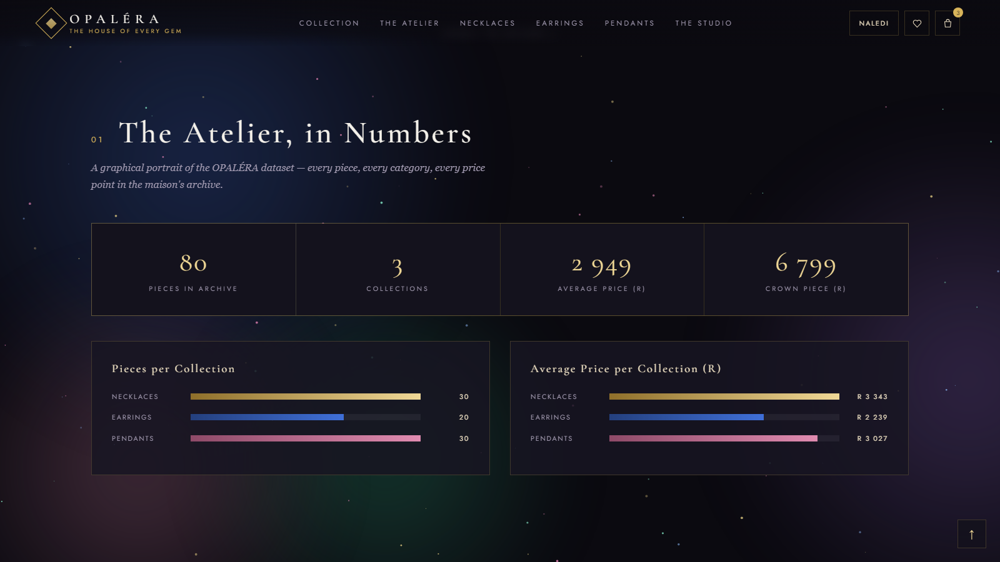 OPALÉRA
THE HOUSE OF EVERY GEM
COLLECTION THE ATELIER NECKLACES EARRINGS PENDANTS THE STUDIO
NALEDI
3
01 The Atelier, in Numbers
A graphical portrait of the OPALÉRA dataset — every piece, every category, every price
point in the maison's archive.
80
PIECES IN ARCHIVE
3
COLLECTIONS
2 949
AVERAGE PRICE (R)
6 799
CROWN PIECE (R)
Pieces per Collection
NECKLACES 30
EARRINGS 20
PENDANTS 30
Average Price per Collection (R)
NECKLACES R 3 343
EARRINGS R 2 239
PENDANTS R 3 027
↑